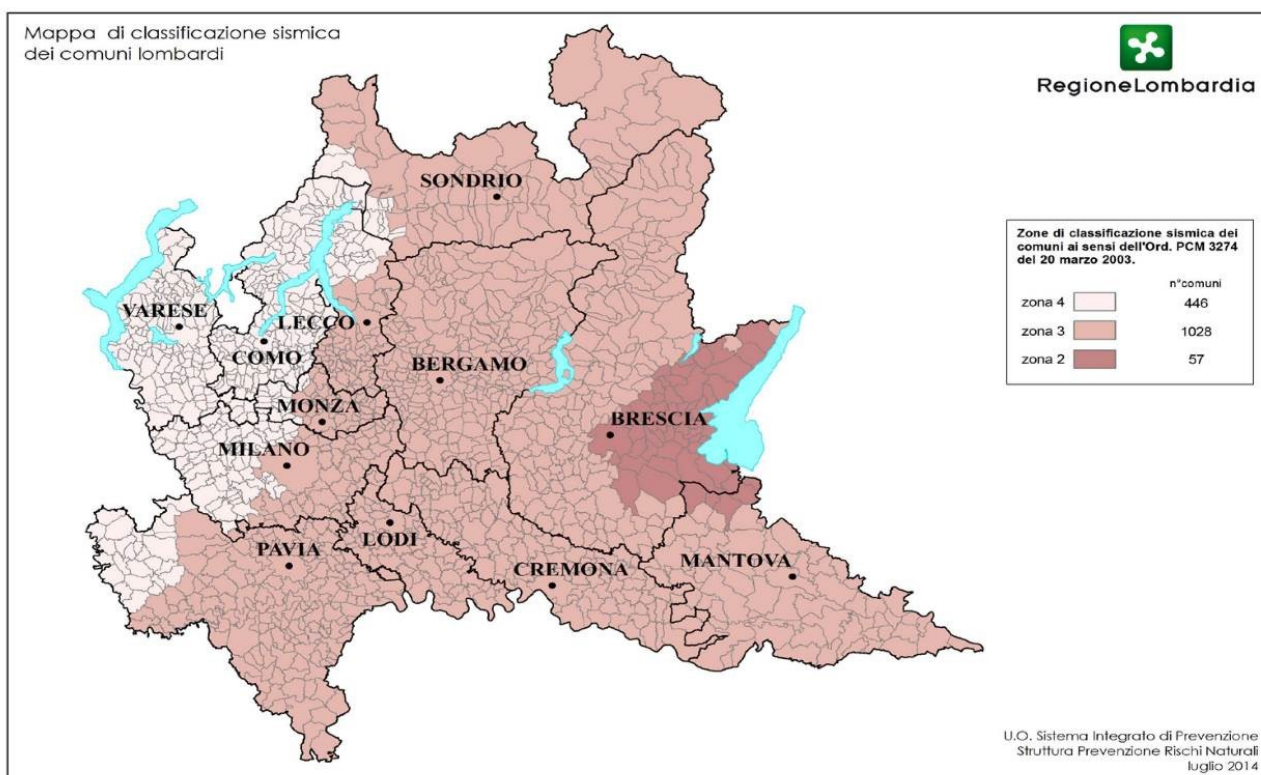 Mappa di classificazione sismica
dei comuni lombardi
RegioneLombardia
SONDRIO
VARESE
LECCO
COMO
BERGAMO
MONZA
BRESCIA
MILANO
LODI
PAVIA
CREMONA
MANTOVA
Zone di classificazione sismica dei
comuni ai sensi dell'Ord. PCM 3274
del 20 marzo 2003.
n°comuni
zona 4 446
zona 3 1028
zona 2 57
U.O. Sistema Integrato di Prevenzione
Struttura Prevenzione Rischi Naturali
luglio 2014